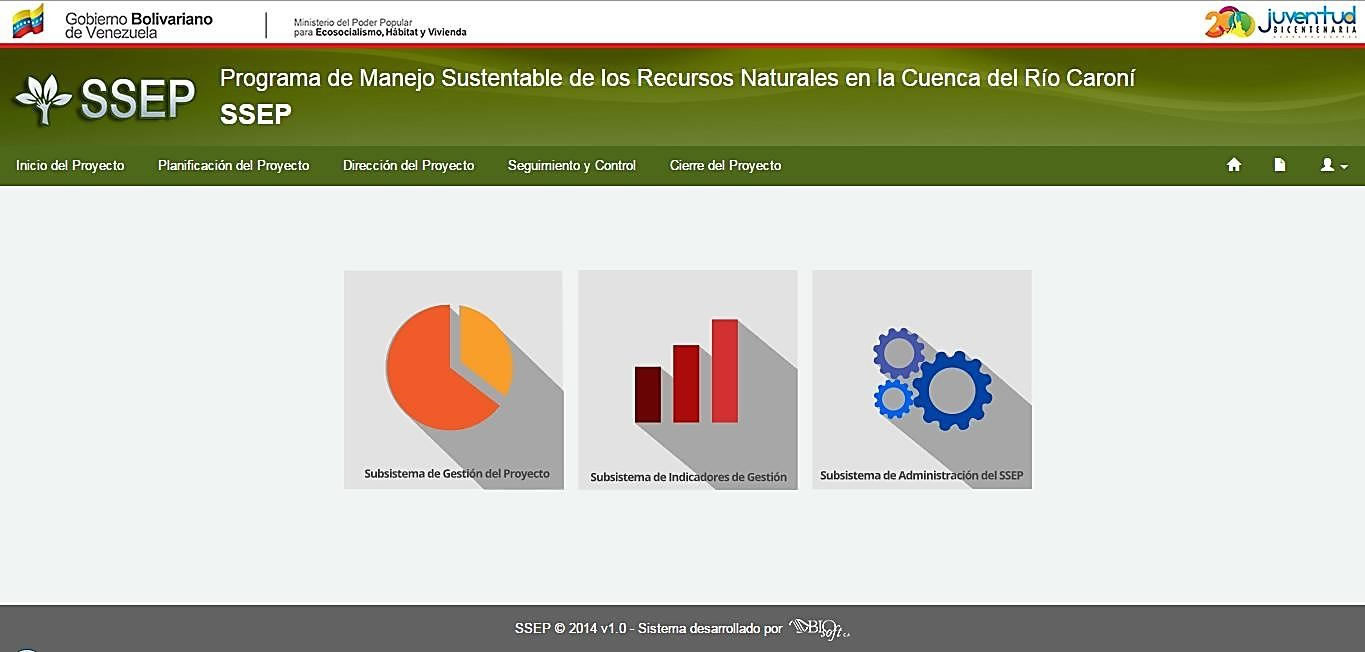 Gobierno Bolivariano
de Venezuela
Ministerio del Poder Popular
para Ecosocialismo, Hábitat y Vivienda
200 juventud
BICENTENARIA
SSEP
Programa de Manejo Sustentable de los Recursos Naturales en la Cuenca del Río Caroní
SSEP
Inicio del Proyecto
Planificación del Proyecto
Dirección del Proyecto
Seguimiento y Control
Cierre del Proyecto
Subsistema de Gestión del Proyecto
Subsistema de Indicadores de Gestión
Subsistema de Administración del SSEP
SSEP © 2014 v1.0 - Sistema desarrollado por BIOsoft c.a.